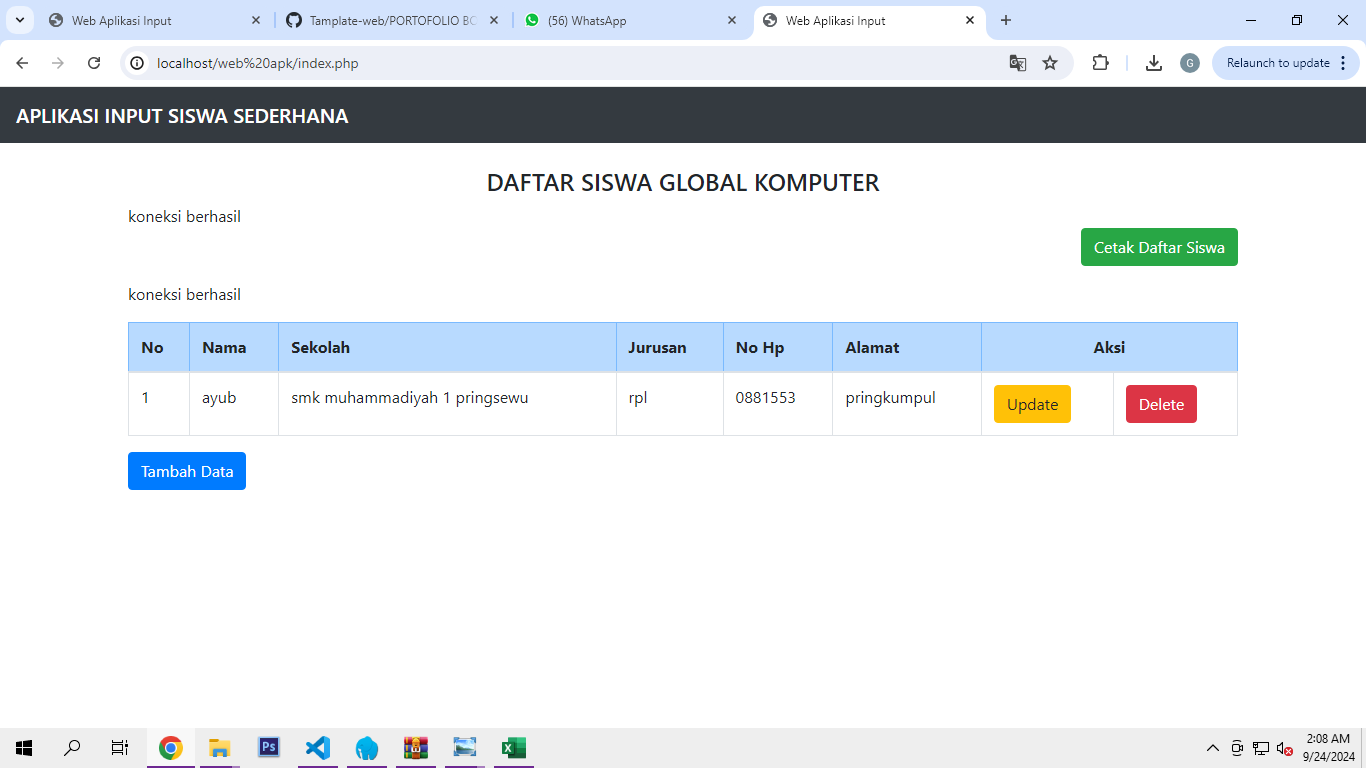 Web Aplikasi Input
Tamplate-web/PORTOFOLIO BC
(56) WhatsApp
Web Aplikasi Input
localhost/web%20apk/index.php
G
Relaunch to update
APLIKASI INPUT SISWA SEDERHANA
DAFTAR SISWA GLOBAL KOMPUTER
koneksi berhasil
Cetak Daftar Siswa
koneksi berhasil
No Nama Sekolah Jurusan No Hp Alamat Aksi
1 ayub smk muhammadiyah 1 pringsewu rpl 0881553 pringkumpul Update Delete
Tambah Data
Ps
2:08 AM
9/24/2024